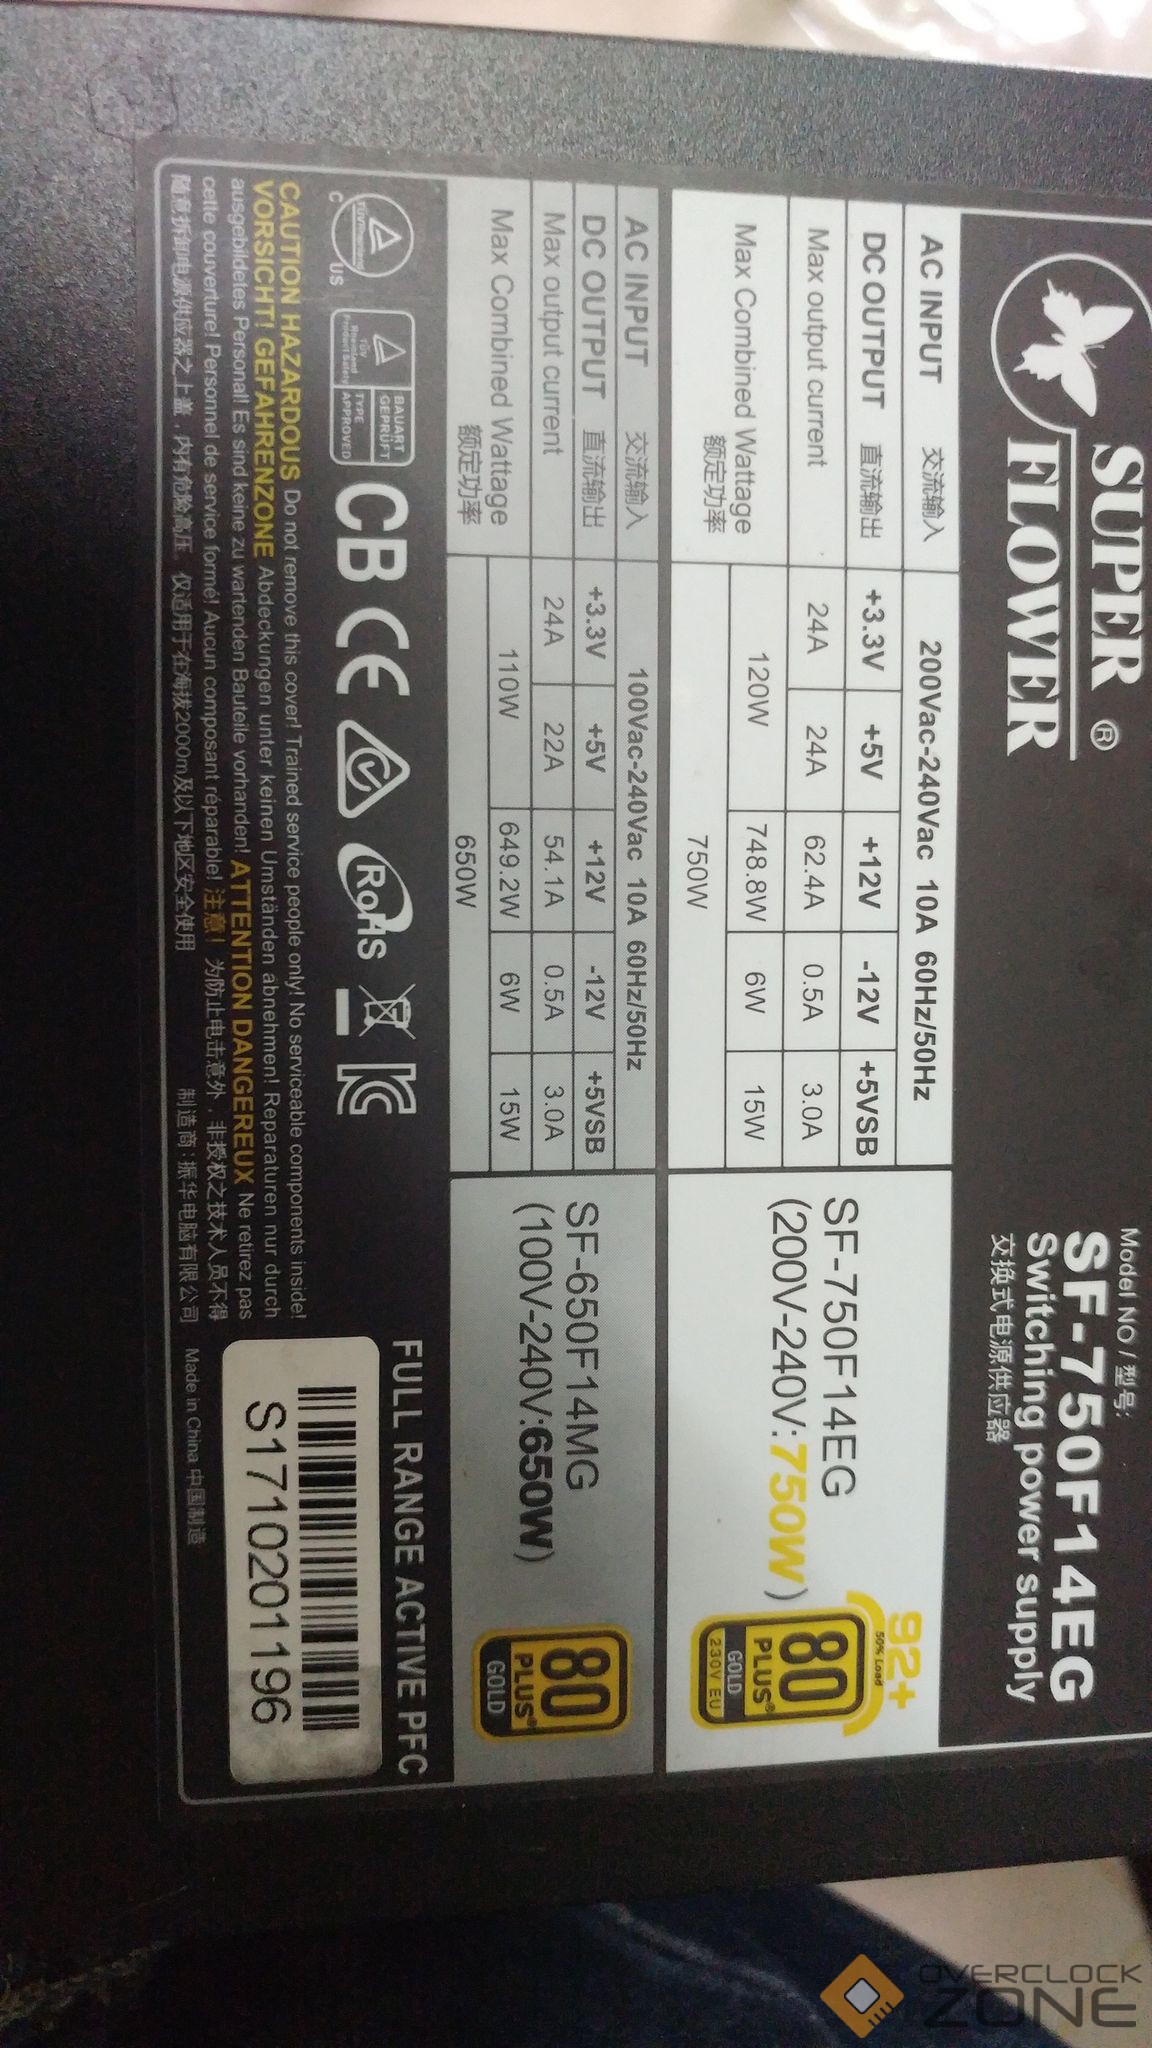 SUPER
FLOWER ®
Model NO / 型号:
SF-750F14EG
Switching power supply
交换式电源供应器
AC INPUT 交流输入 200Vac-240Vac 10A 60Hz/50Hz
DC OUTPUT 直流输出 +3.3V +5V +12V -12V +5VSB
Max output current 24A 24A 62.4A 0.5A 3.0A
Max Combined Wattage 120W 748.8W 6W 15W
额定功率 750W
SF-750F14EG
(200V-240V:750W)
92+
50% Load
80
PLUS®
GOLD
230V EU
AC INPUT 交流输入 100Vac-240Vac 10A 60Hz/50Hz
DC OUTPUT 直流输出 +3.3V +5V +12V -12V +5VSB
Max output current 24A 22A 54.1A 0.5A 3.0A
Max Combined Wattage 110W 649.2W 6W 15W
额定功率 650W
SF-650F14MG
(100V-240V:650W)
80
PLUS®
GOLD
C US
TÜV Rheinland Product Safety
BAUART GEPRÜFT
TYPE APPROVED
CB CE RoHS
FULL RANGE ACTIVE PFC
CAUTION HAZARDOUS Do not remove this cover! Trained service people only! No serviceable components inside!
VORSICHT! GEFAHRENZONE Abdeckungen unter keinen Umständen abnehmen! Reparaturen nur durch
ausgebildetes Personal! Es sind keine zu wartenden Bauteile vorhanden! ATTENTION DANGEREUX Ne retirez pas
cette couverture! Personnel de service formé! Aucun composant réparable! 注意! 为防止电击意外，非授权之技术人员不得
随意拆卸电源供应器之上盖，内有危险高压 仅适用于在海拔2000m及以下地区安全使用 制造商:振华电脑有限公司 Made in China 中国制造
S1710201196
OVERCLOCK
ZONE